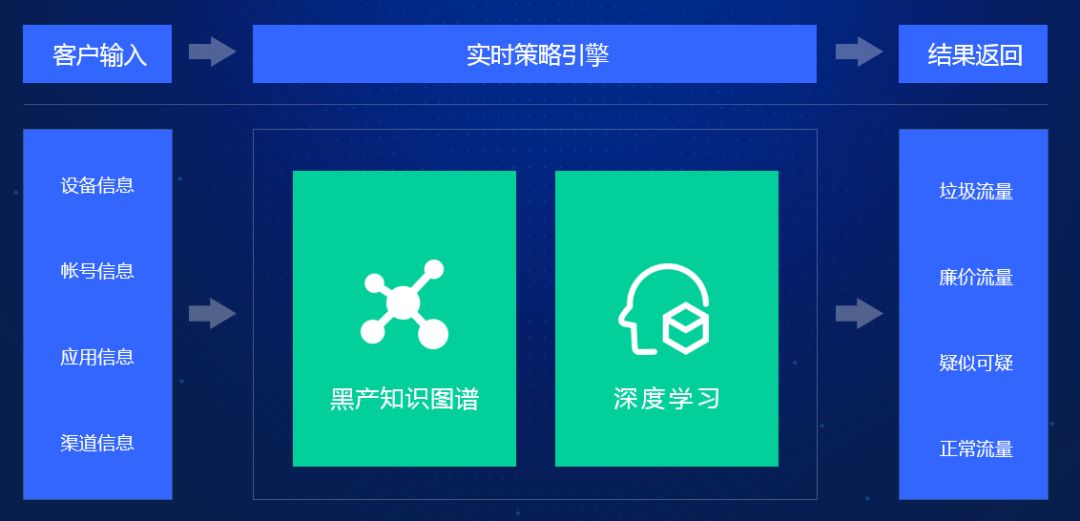 客户输入
实时策略引擎
结果返回
设备信息
帐号信息
应用信息
渠道信息
黑产知识图谱
深度学习
垃圾流量
廉价流量
疑似可疑
正常流量